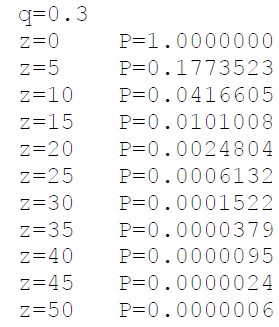 q=0.3
z=0 P=1.0000000
z=5 P=0.1773523
z=10 P=0.0416605
z=15 P=0.0101008
z=20 P=0.0024804
z=25 P=0.0006132
z=30 P=0.0001522
z=35 P=0.0000379
z=40 P=0.0000095
z=45 P=0.0000024
z=50 P=0.0000006